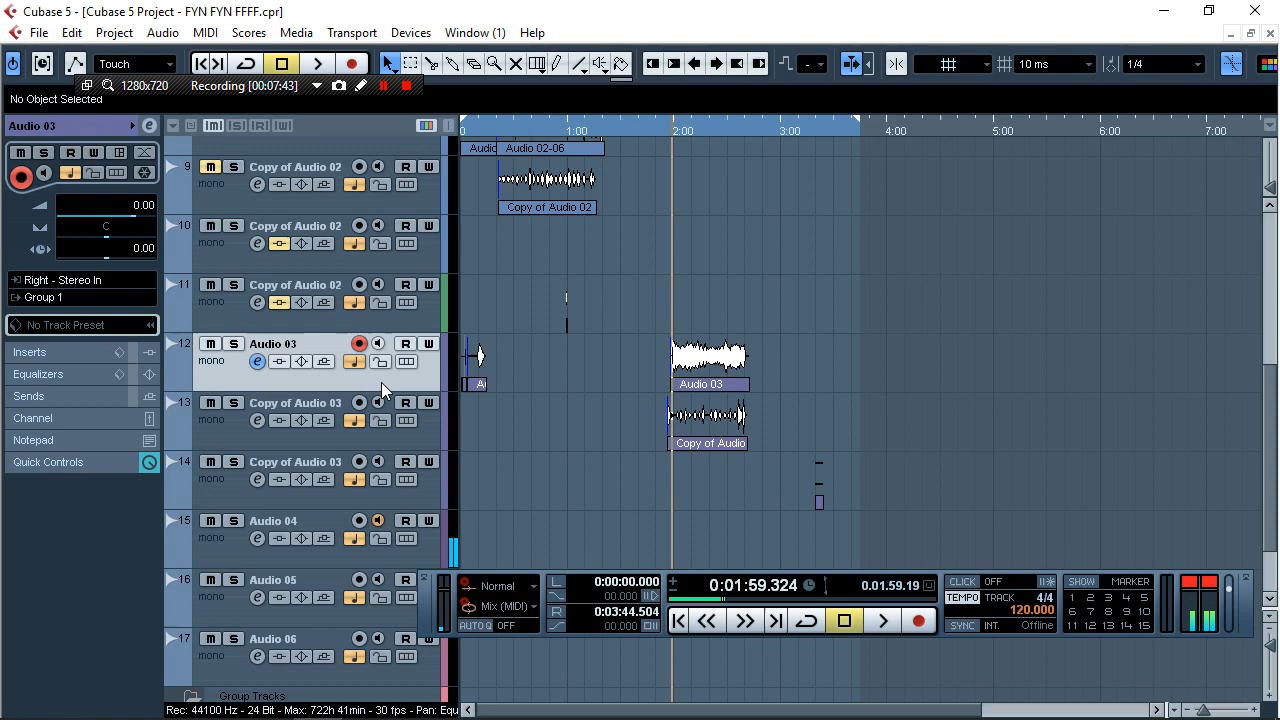 Cubase 5 - [Cubase 5 Project - FYN FYN FFFF.cpr]
File Edit Project Audio MIDI Scores Media Transport Devices Window (1) Help
Touch - 10 ms 1/4
1280x720 Recording [00:07:43]
No Object Selected
Audio 03
0 1:00 2:00 3:00 4:00 5:00 6:00 7:00
Audio 02-06
9 m S Copy of Audio 02 R W
mono
Copy of Audio 02
0.00
C
0.00
10 m S Copy of Audio 02 R W
mono
Right - Stereo In
Group 1
11 m S Copy of Audio 02 R W
mono
No Track Preset
12 m S Audio 03 R W
mono
Inserts
Equalizers
Sends
Channel
Notepad
Quick Controls
Audio 03
13 m S Copy of Audio 03 R W
mono
Copy of Audio
14 m S Copy of Audio 03 R W
mono
15 m S Audio 04 R W
mono
16 m S Audio 05 R
mono
17 m S Audio 06
mono
Group Tracks
Normal
Mix (MIDI)
AUTO Q OFF
L 0:00:00.000
00.000
R 0:03:44.504
00.000
0:01:59.324 0.01.59.19
CLICK OFF
TEMPO TRACK 4/4
120.000
SYNC INT. Offline
SHOW MARKER
1 2 3 4 5
6 7 8 9 10
11 12 13 14 15
Rec: 44100 Hz - 24 Bit - Max: 722h 41min - 30 fps - Pan: Equ